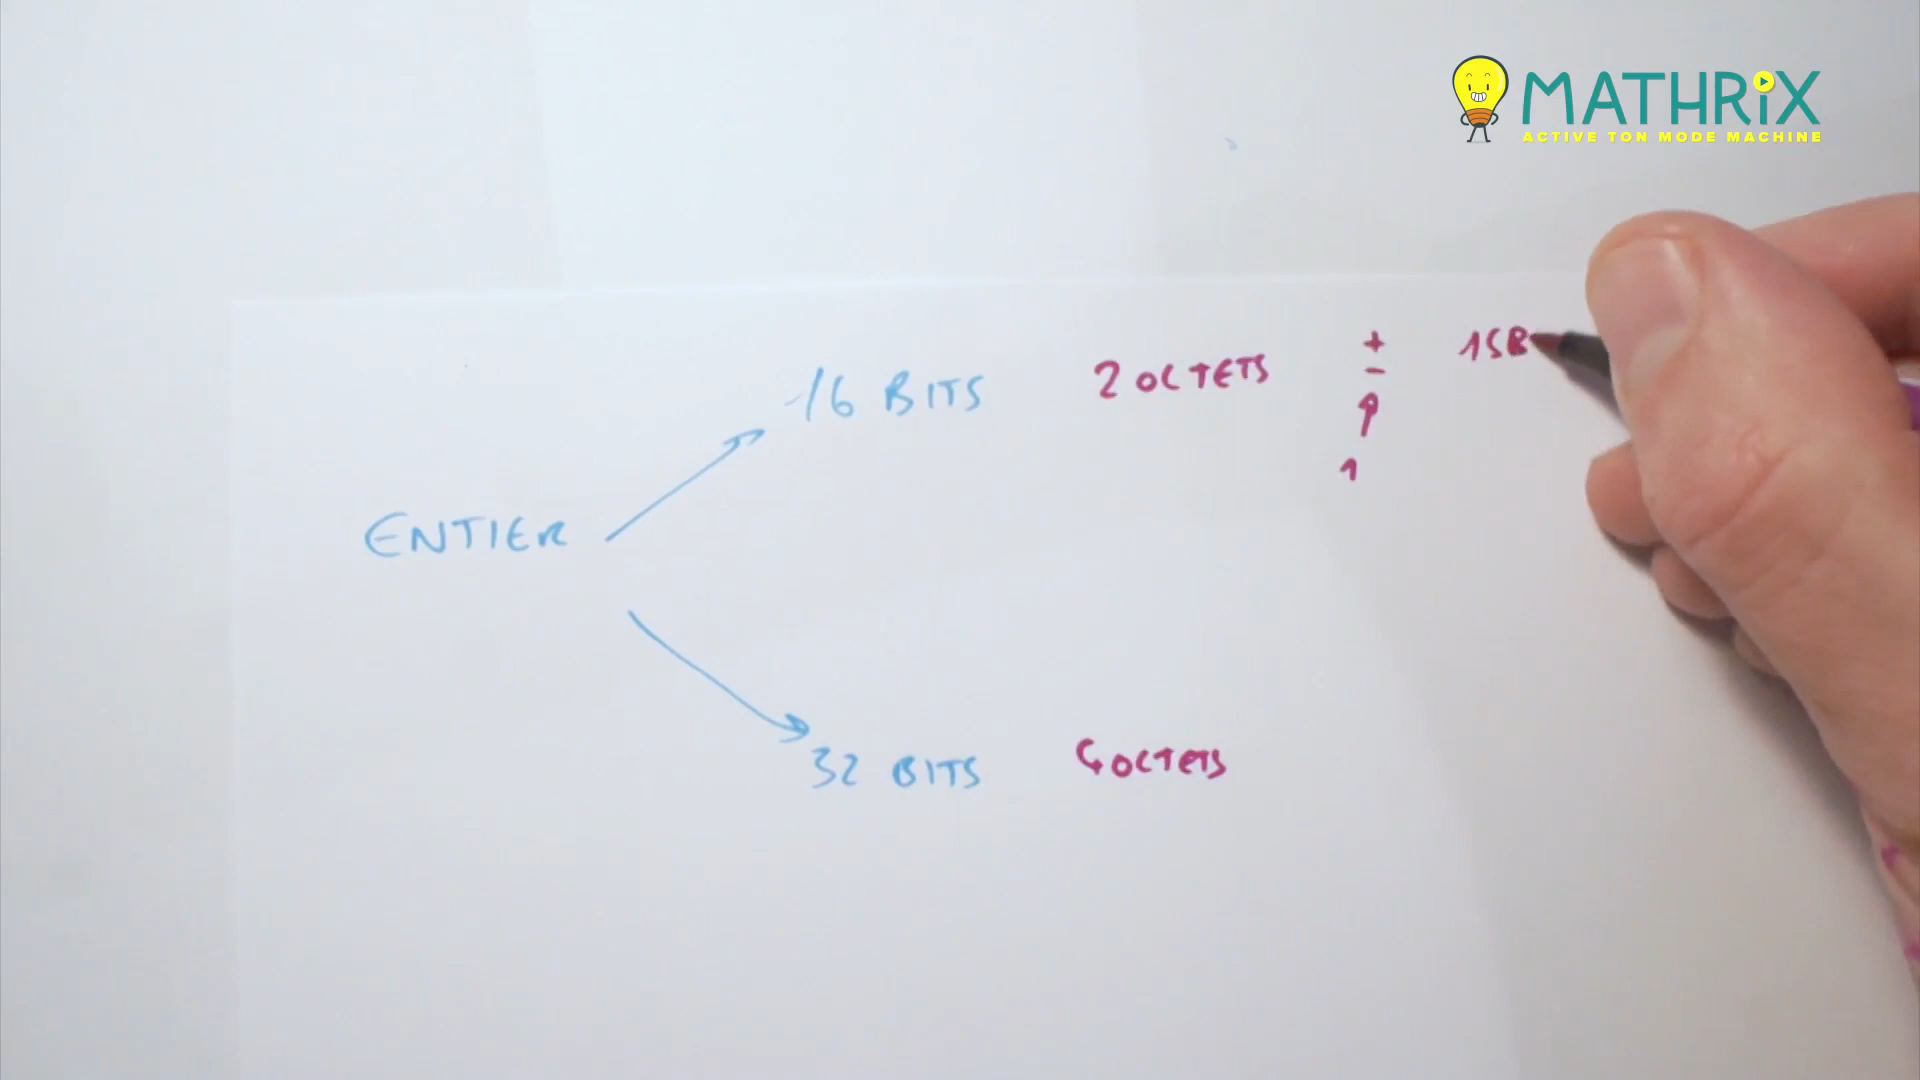 MATHRiX
ACTIVE TON MODE MACHINE
16 BITS 2 OCTETS + 15B
-
1
ENTIER
32 BITS 4 OCTETS